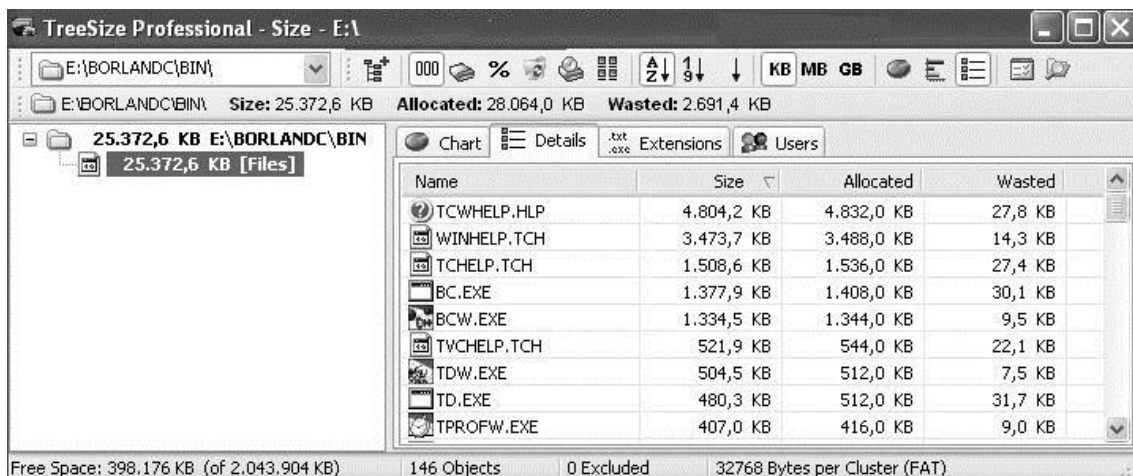 TreeSize Professional - Size - E:\
E:\BORLANDC\BIN\ 000 % A Z 1 9 KB MB GB
E:\BORLANDC\BIN\ Size: 25.372,6 KB Allocated: 28.064,0 KB Wasted: 2.691,4 KB
25.372,6 KB E:\BORLANDC\BIN
25.372,6 KB [Files]
Chart Details .txt .exe Extensions Users
Name Size Allocated Wasted
TCWHELP.HLP 4.804,2 KB 4.832,0 KB 27,8 KB
WINHELP.TCH 3.473,7 KB 3.488,0 KB 14,3 KB
TCHELP.TCH 1.508,6 KB 1.536,0 KB 27,4 KB
BC.EXE 1.377,9 KB 1.408,0 KB 30,1 KB
BCW.EXE 1.334,5 KB 1.344,0 KB 9,5 KB
TVCHELP.TCH 521,9 KB 544,0 KB 22,1 KB
TDW.EXE 504,5 KB 512,0 KB 7,5 KB
TD.EXE 480,3 KB 512,0 KB 31,7 KB
TPROFW.EXE 407,0 KB 416,0 KB 9,0 KB
Free Space: 398.176 KB (of 2.043.904 KB) 146 Objects 0 Excluded 32768 Bytes per Cluster (FAT)